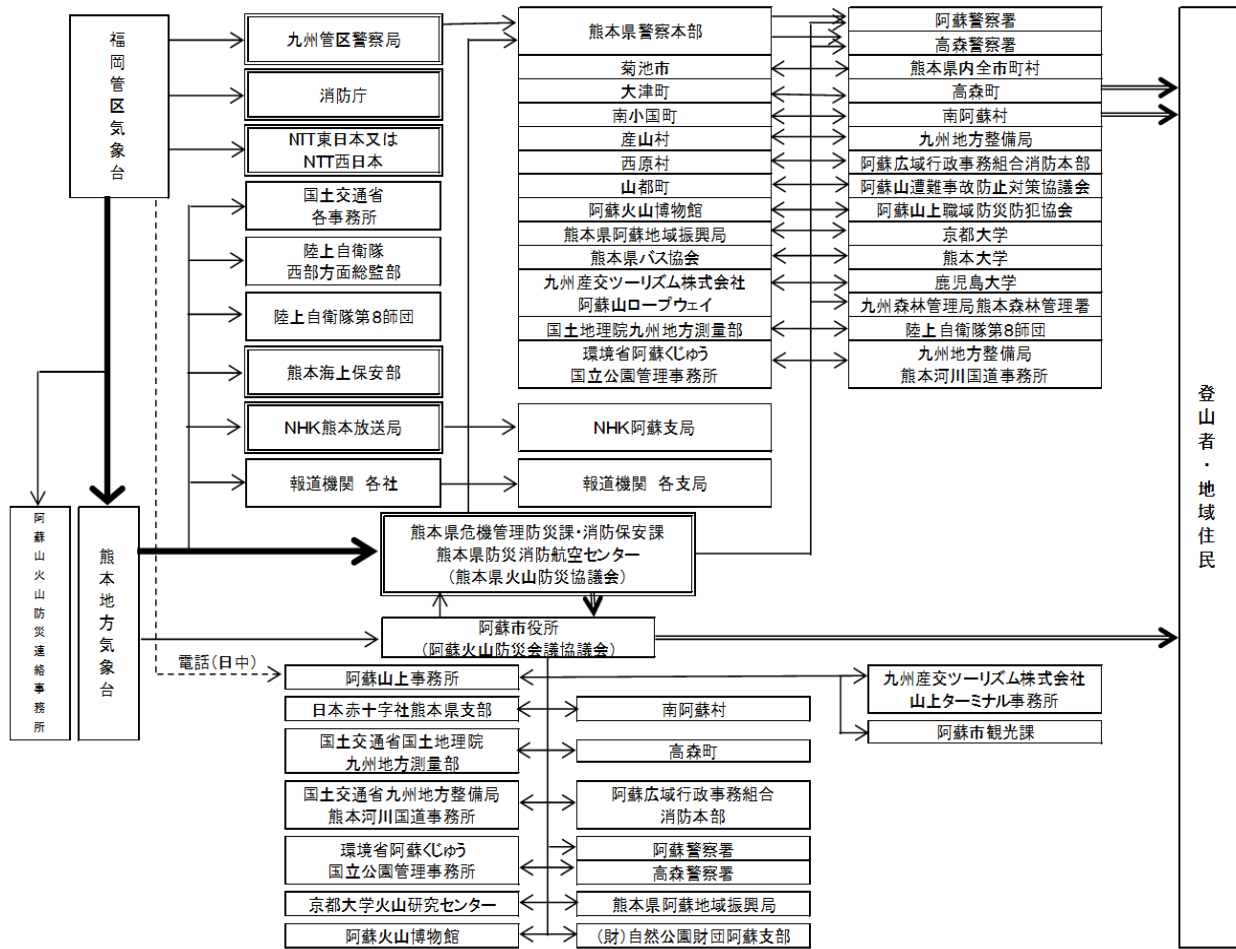 福岡管区気象台
九州管区警察局
消防庁
NTT東日本又は
NTT西日本
国土交通省
各事務所
陸上自衛隊
西部方面総監部
陸上自衛隊第8師団
熊本海上保安部
NHK熊本放送局
報道機関 各社
熊本県警察本部
菊池市
大津町
南小国町
産山村
西原村
山都町
阿蘇火山博物館
熊本県阿蘇地域振興局
熊本県バス協会
九州産交ツーリズム株式会社
阿蘇山ロープウェイ
国土地理院九州地方測量部
環境省阿蘇くじゅう
国立公園管理事務所
NHK阿蘇支局
報道機関 各支局
阿蘇警察署
高森警察署
熊本県内全市町村
高森町
南阿蘇村
九州地方整備局
阿蘇広域行政事務組合消防本部
阿蘇山遭難事故防止対策協議会
阿蘇山上職域防災防犯協会
京都大学
熊本大学
鹿児島大学
九州森林管理局熊本森林管理署
陸上自衛隊第8師団
九州地方整備局
熊本河川国道事務所
登山者・地域住民
阿蘇山火山防災連絡事務所
熊本地方気象台
熊本県危機管理防災課・消防保安課
熊本県防災消防航空センター
(熊本県火山防災協議会)
阿蘇市役所
(阿蘇火山防災会議協議会)
電話(日中)
阿蘇山上事務所
日本赤十字社熊本県支部
国土交通省国土地理院
九州地方測量部
国土交通省九州地方整備局
熊本河川国道事務所
環境省阿蘇くじゅう
国立公園管理事務所
京都大学火山研究センター
阿蘇火山博物館
南阿蘇村
高森町
阿蘇広域行政事務組合
消防本部
阿蘇警察署
高森警察署
熊本県阿蘇地域振興局
(財)自然公園財団阿蘇支部
九州産交ツーリズム株式会社
山上ターミナル事務所
阿蘇市観光課